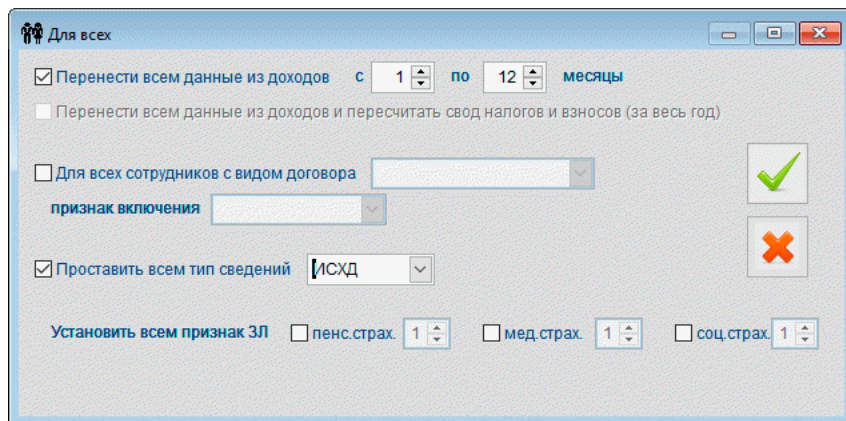 Для всех
Перенести всем данные из доходов с 1 по 12 месяцы
Перенести всем данные из доходов и пересчитать свод налогов и взносов (за весь год)
Для всех сотрудников с видом договора
признак включения
Проставить всем тип сведений ИСХД
Установить всем признак ЗЛ пенс.страх. 1 мед.страх. 1 соц.страх. 1